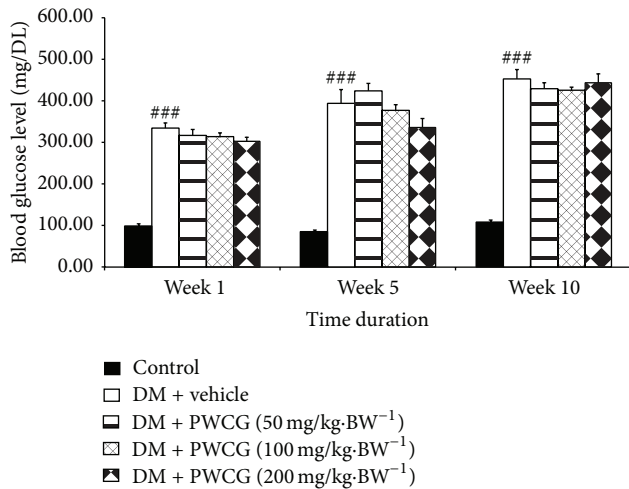 600.00
500.00
400.00
300.00
200.00
100.00
0.00
Blood glucose level (mg/DL)
###
###
###
Week 1
Week 5
Week 10
Time duration
Control
DM + vehicle
DM + PWCG (50 mg/kg·BW⁻¹)
DM + PWCG (100 mg/kg·BW⁻¹)
DM + PWCG (200 mg/kg·BW⁻¹)